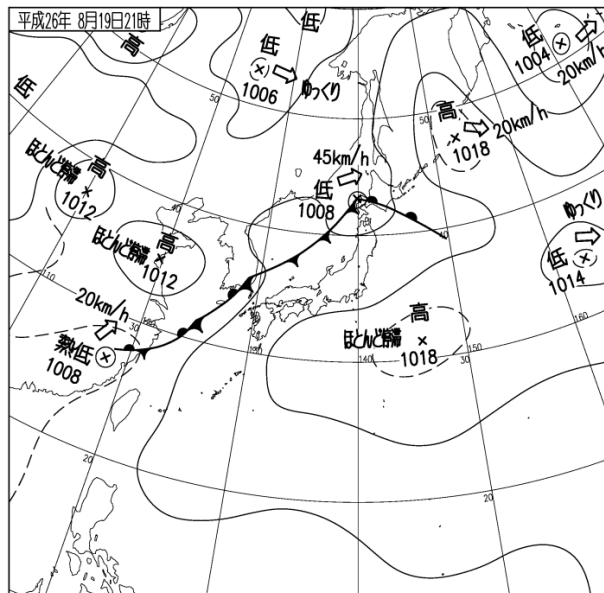 平成26年 8月19日21時
高
低
1006
ゆっくり
低
1004
20km/h
低
50
50
高
1018
20km/h
45km/h
低
1008
高
ほとんど停滞
1012
高
ほとんど停滞
1012
40
40
ゆっくり
低
1014
110
20km/h
熱低
1008
30
高
ほとんど停滞
1018
140
150
160
20
20